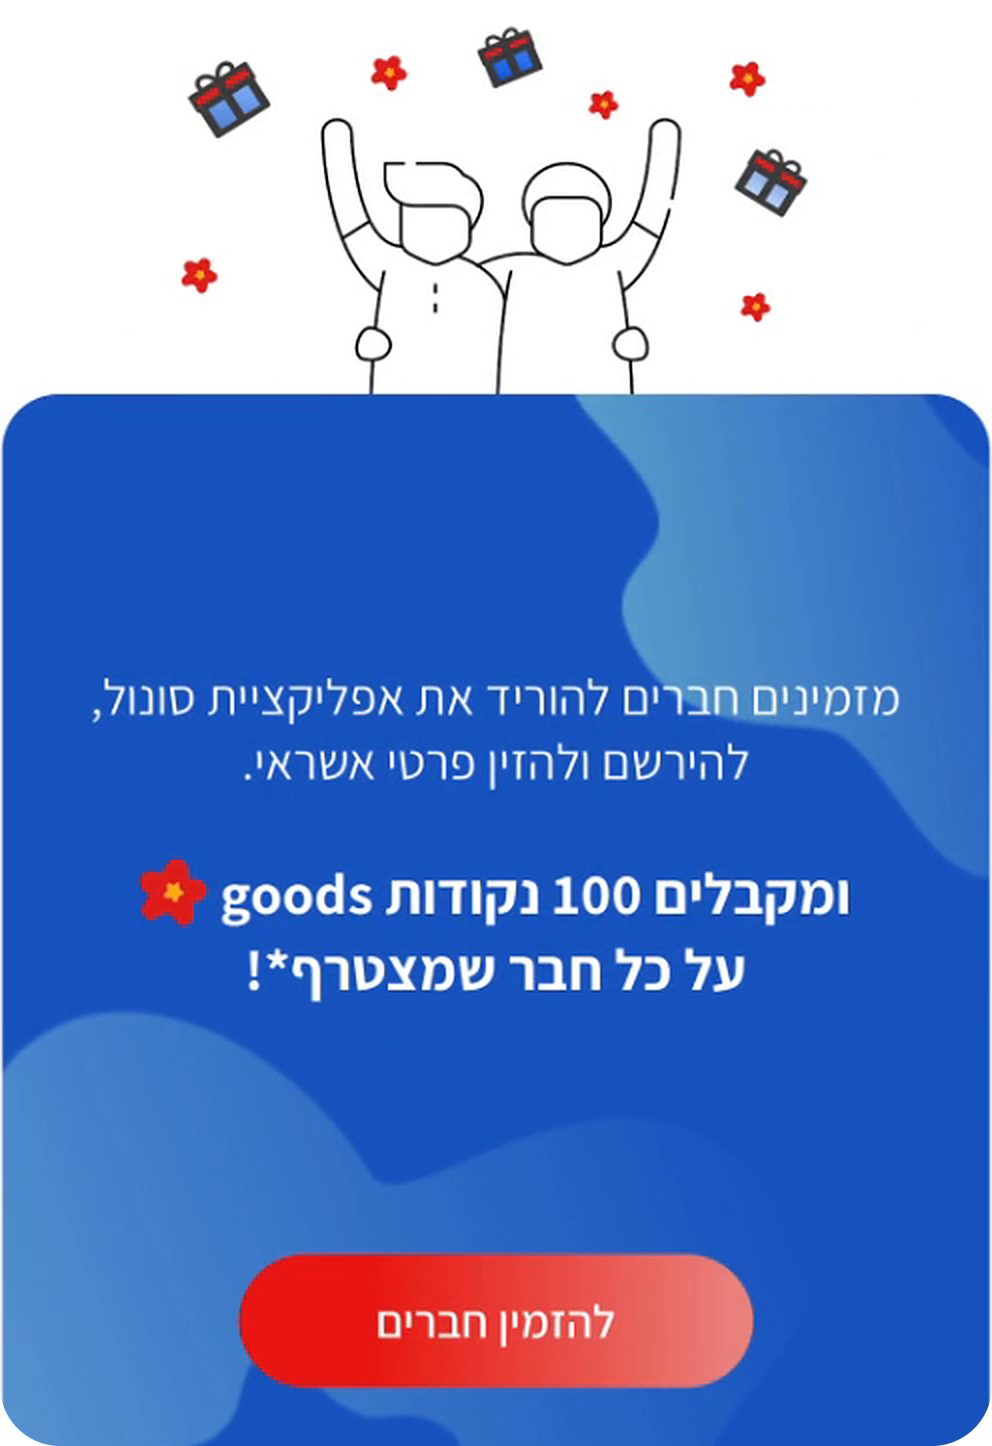 מזמינים חברים להוריד את אפליקציית סונול,
להירשם ולהזין פרטי אשראי.
ומקבלים 100 נקודות goods
על כל חבר שמצטרף*!
להזמין חברים